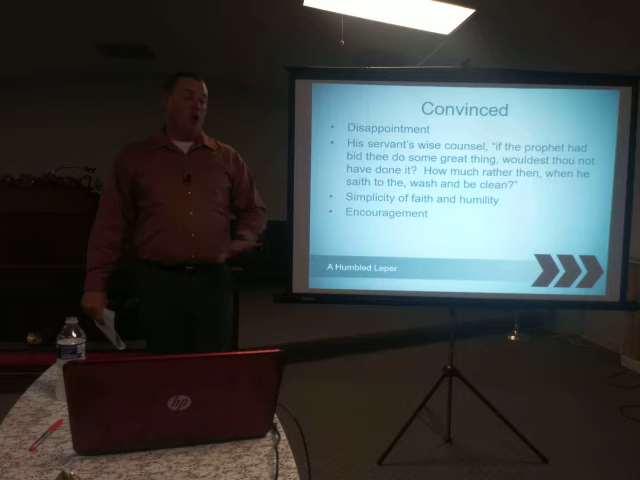 Convinced
• Disappointment
• His servant's wise counsel, "if the prophet had
bid thee do some great thing, wouldest thou not
have done it? How much rather then, when he
saith to the, wash and be clean?"
• Simplicity of faith and humility
• Encouragement
A Humbled Leper
hp